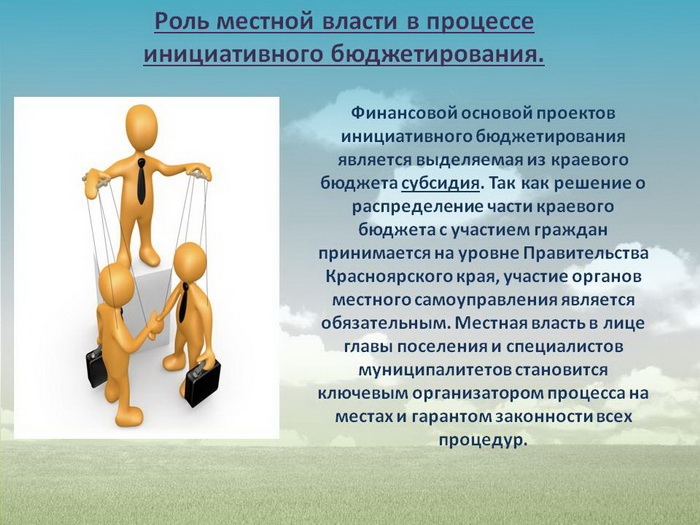 Роль местной власти в процессе
инициативного бюджетирования.
Финансовой основой проектов
инициативного бюджетирования
является выделяемая из краевого
бюджета субсидия. Так как решение о
распределение части краевого
бюджета с участием граждан
принимается на уровне Правительства
Красноярского края, участие органов
местного самоуправления является
обязательным. Местная власть в лице
главы поселения и специалистов
муниципалитетов становится
ключевым организатором процесса на
местах и гарантом законности всех
процедур.